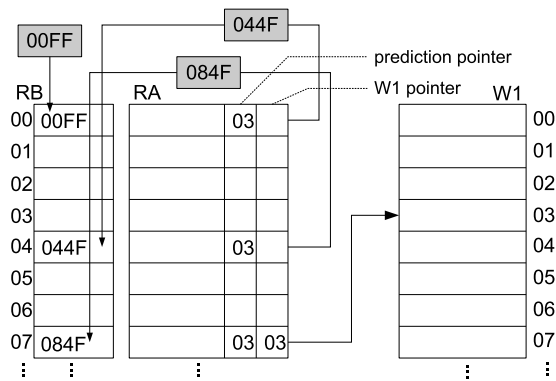 044F
00FF
084F
prediction pointer
W1 pointer
RB RA W1
00 00FF 03 00
01 01
02 02
03 03
04 044F 03 04
05 05
06 06
07 084F 03 03 07